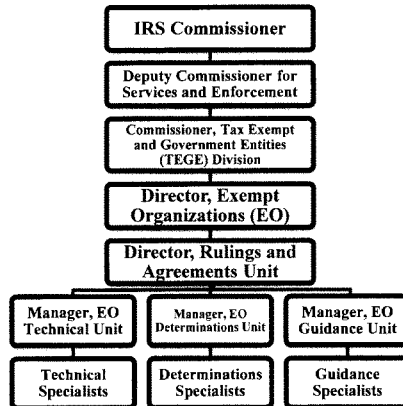 IRS Commissioner
Deputy Commissioner for
Services and Enforcement
Commissioner, Tax Exempt
and Government Entities
(TEGE) Division
Director, Exempt
Organizations (EO)
Director, Rulings and
Agreements Unit
Manager, EO
Technical Unit
Manager, EO
Determinations Unit
Manager, EO
Guidance Unit
Technical
Specialists
Determinations
Specialists
Guidance
Specialists